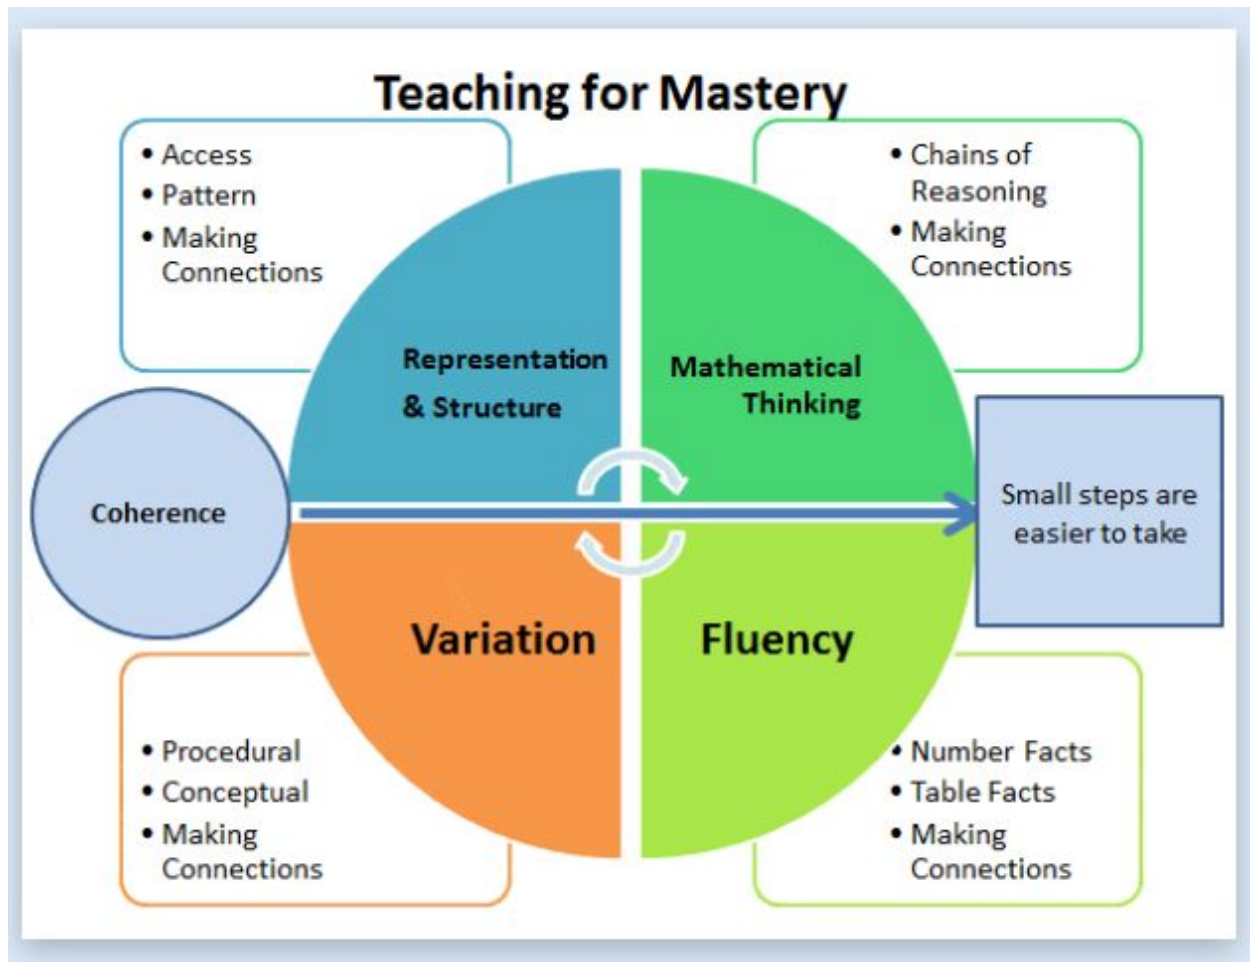 Teaching for Mastery
• Access
• Pattern
• Making
Connections
• Chains of
Reasoning
• Making
Connections
Representation
& Structure
Mathematical
Thinking
Coherence
Small steps are
easier to take
Variation
Fluency
• Procedural
• Conceptual
• Making
Connections
• Number Facts
• Table Facts
• Making
Connections